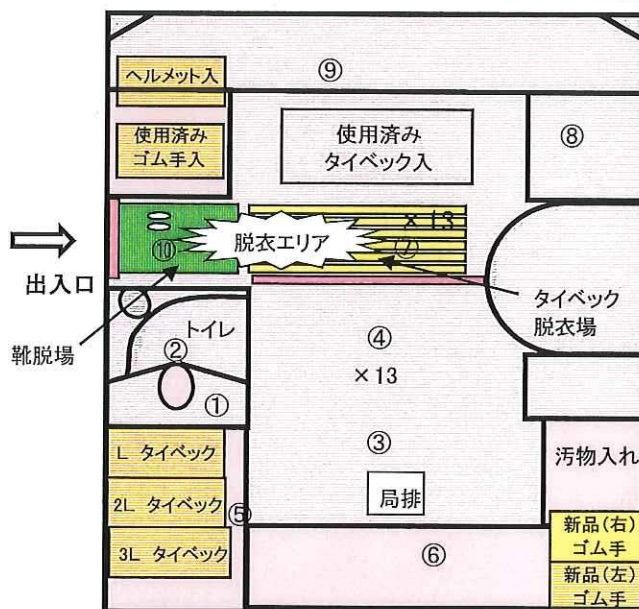 ヘルメット入
⑨
使用済み
ゴム手入
使用済み
タイベック入
⑧
×13
⑩
脱衣エリア
⑦
出入口
タイベック
脱衣場
トイレ
靴脱場
②
①
④
×13
③
局排
L タイベック
2L タイベック
3L タイベック
⑤
⑥
汚物入れ
新品(右)
ゴム手
新品(左)
ゴム手